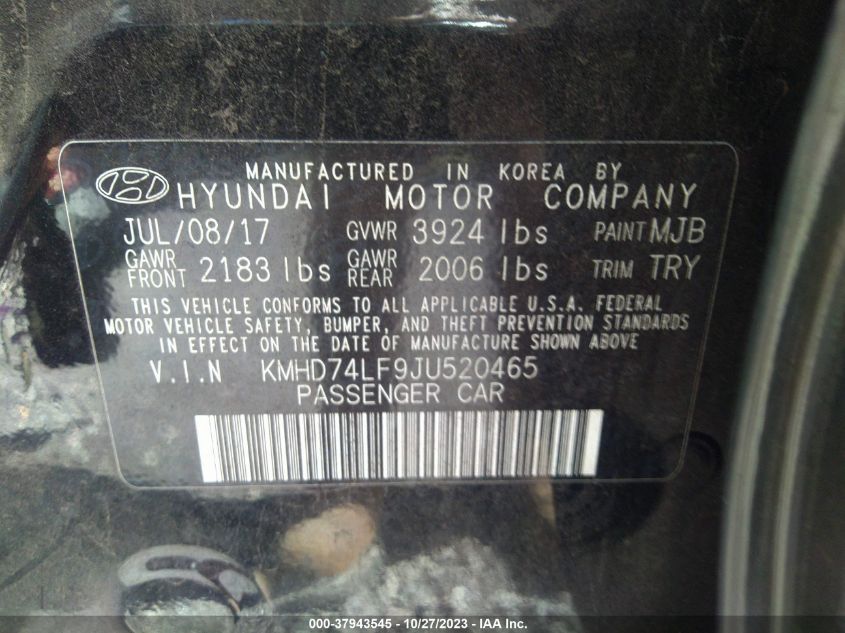 MANUFACTURED IN KOREA BY
HYUNDAI MOTOR COMPANY
JUL/08/17 GVWR 3924 lbs PAINT MJB
GAWR FRONT 2183 lbs GAWR REAR 2006 lbs TRIM TRY
THIS VEHICLE CONFORMS TO ALL APPLICABLE U.S.A. FEDERAL
MOTOR VEHICLE SAFETY, BUMPER, AND THEFT PREVENTION STANDARDS
IN EFFECT ON THE DATE OF MANUFACTURE SHOWN ABOVE
V.I.N KMHD74LF9JU520465
PASSENGER CAR
000-37943545 - 10/27/2023 - IAA Inc.